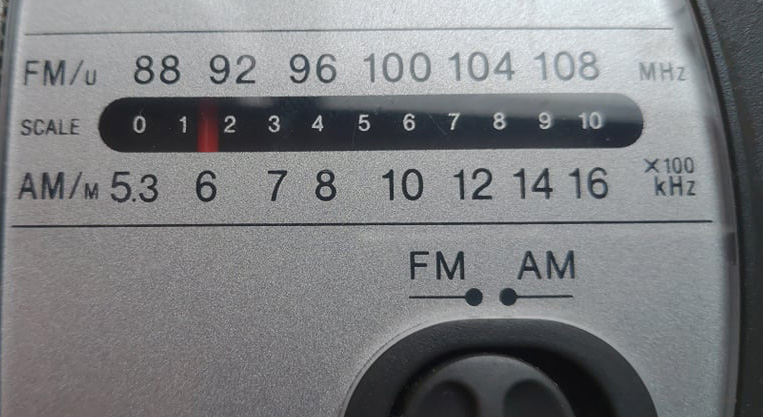 FM/U 88 92 96 100 104 108 MHz
SCALE 0 1 2 3 4 5 6 7 8 9 10
AM/M 5.3 6 7 8 10 12 14 16 X100 kHz
FM AM